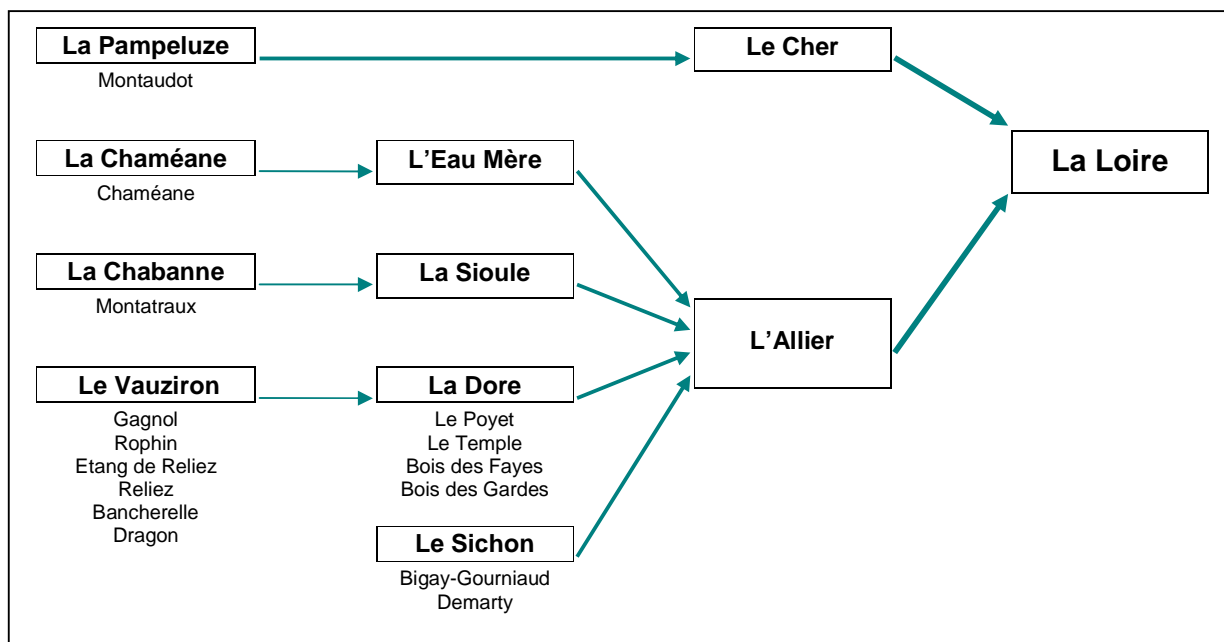 La Pampeluze
Montaudot
Le Cher
La Loire
La Chaméane
Chaméane
L'Eau Mère
La Chabanne
Montatraux
La Sioule
L'Allier
Le Vauziron
Gagnol
Rophin
Etang de Reliez
Reliez
Bancherelle
Dragon
La Dore
Le Poyet
Le Temple
Bois des Fayes
Bois des Gardes
Le Sichon
Bigay-Gourniaud
Demarty